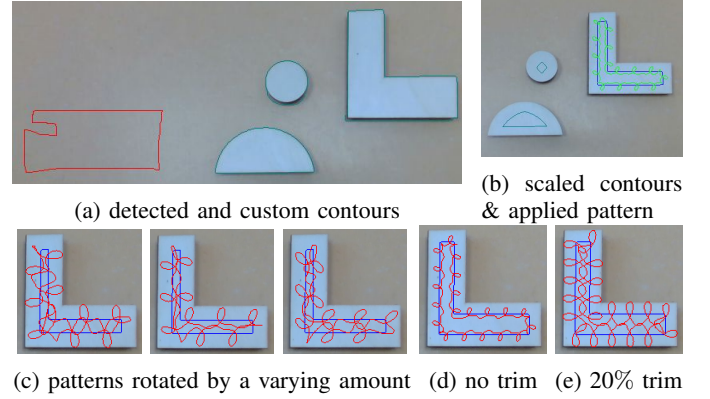 (a) detected and custom contours
(b) scaled contours
& applied pattern
(c) patterns rotated by a varying amount
(d) no trim
(e) 20% trim